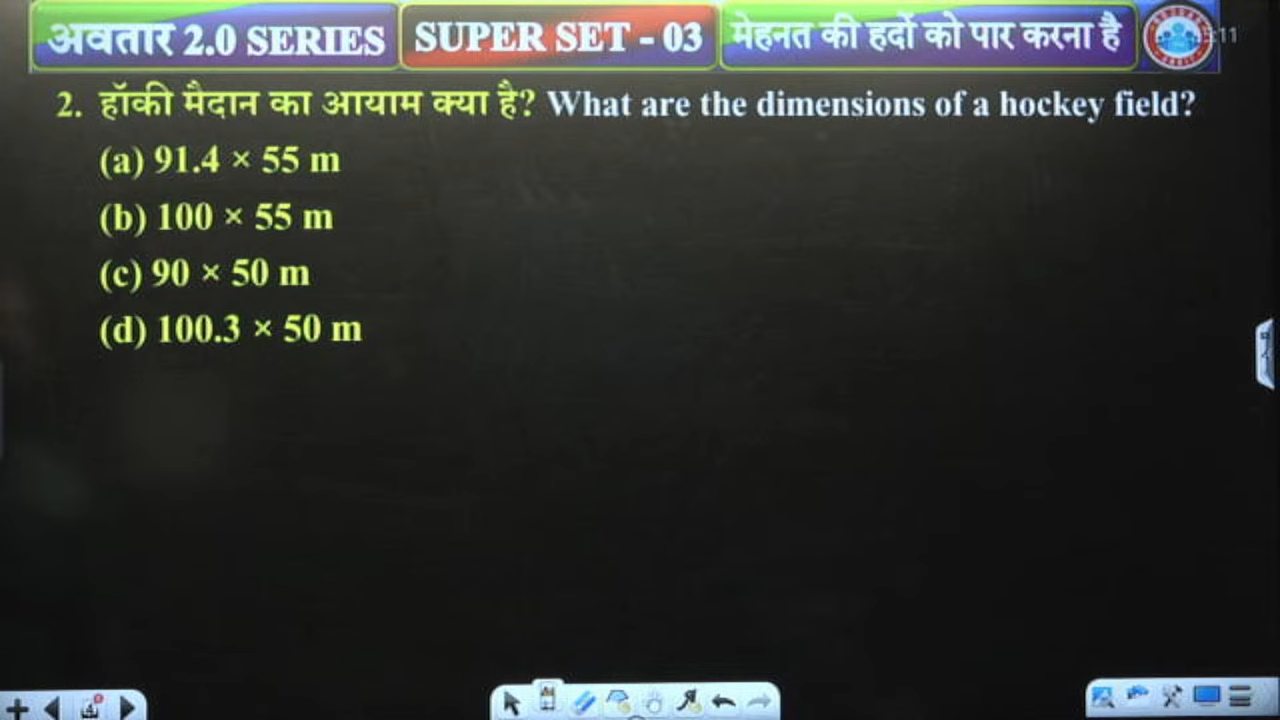 अवतार 2.0 SERIES SUPER SET - 03 मेहनत की हदों को पार करना है
2. हॉकी मैदान का आयाम क्या है? What are the dimensions of a hockey field?
(a) 91.4 × 55 m
(b) 100 × 55 m
(c) 90 × 50 m
(d) 100.3 × 50 m